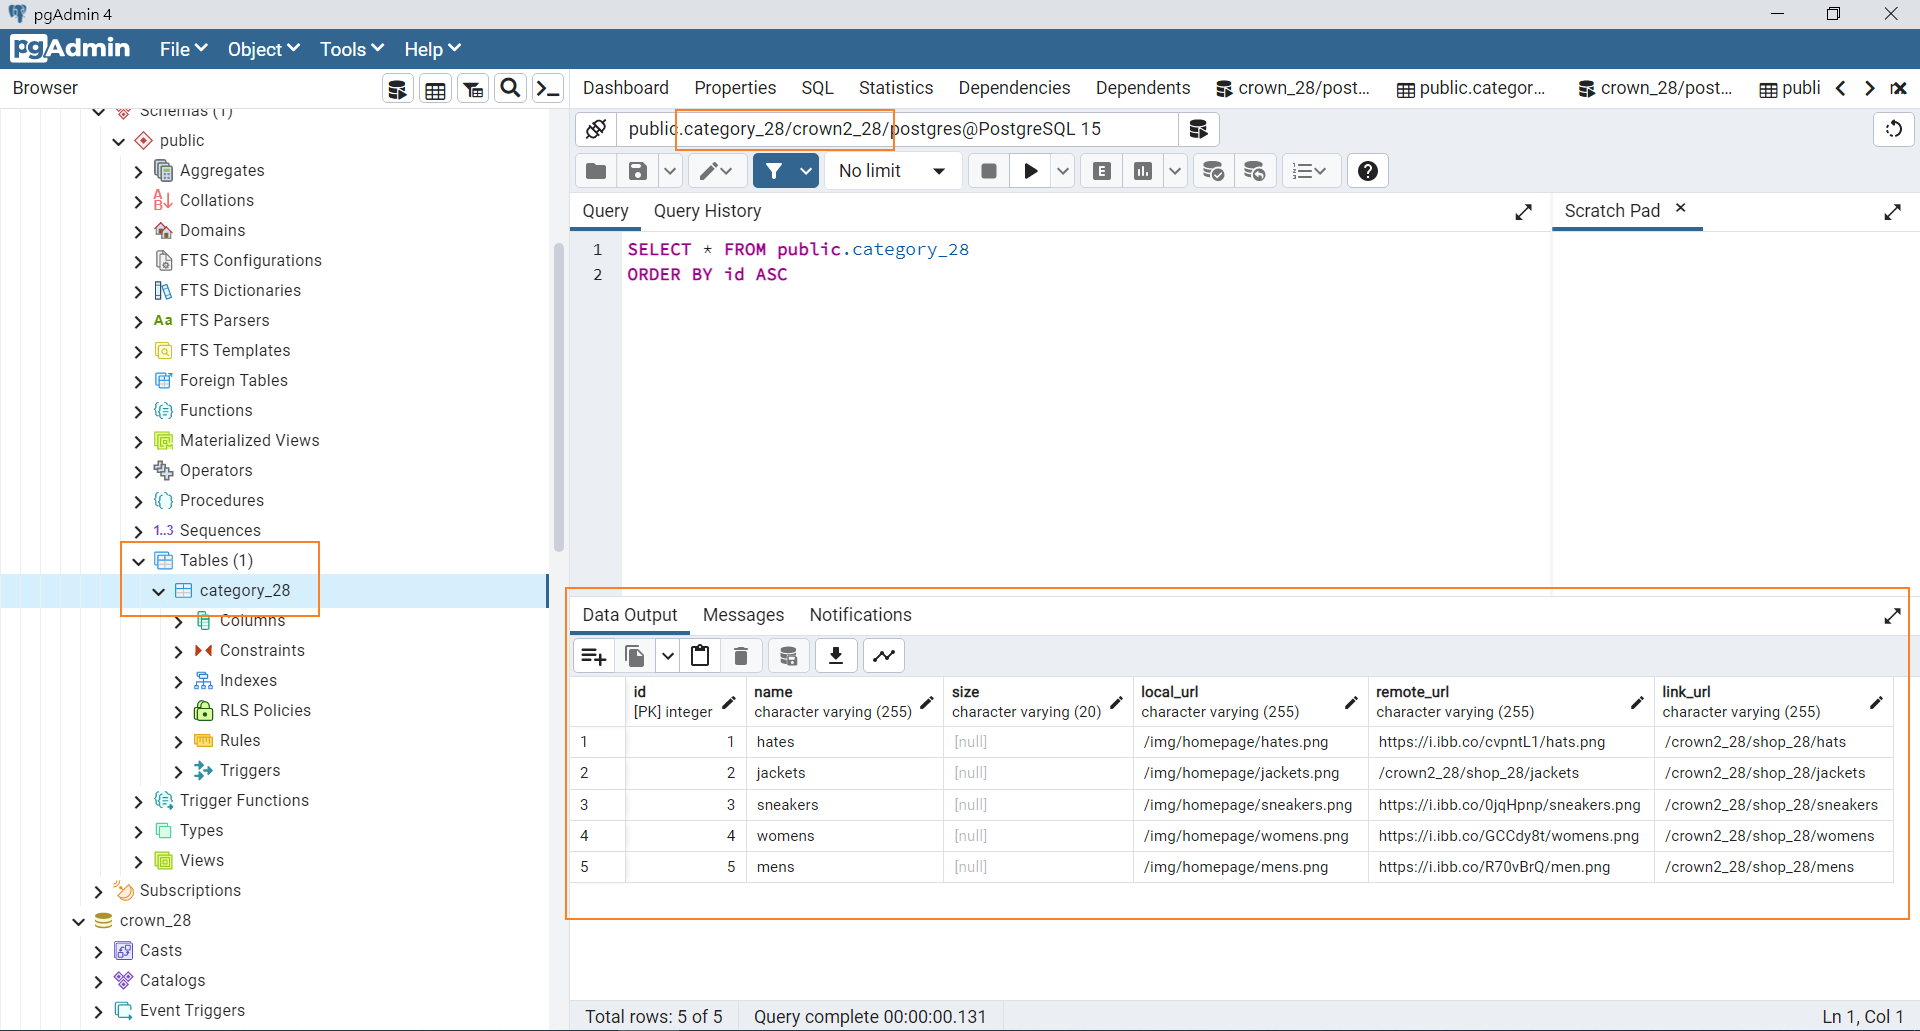 pgAdmin 4
pgAdmin File Object Tools Help
Browser
Dashboard Properties SQL Statistics Dependencies Dependents crown_28/post... public.categor... crown_28/post... publi
Schemas (1)
public
Aggregates
Collations
Domains
FTS Configurations
FTS Dictionaries
Aa FTS Parsers
FTS Templates
Foreign Tables
Functions
Materialized Views
Operators
Procedures
1..3 Sequences
Tables (1)
category_28
Columns
Constraints
Indexes
RLS Policies
Rules
Triggers
Trigger Functions
Types
Views
Subscriptions
crown_28
Casts
Catalogs
Event Triggers
public.category_28/crown2_28/postgres@PostgreSQL 15
No limit E
Query Query History
Scratch Pad
1 SELECT * FROM public.category_28
2 ORDER BY id ASC
Data Output Messages Notifications
id name size local_url remote_url link_url
[PK] integer character varying (255) character varying (20) character varying (255) character varying (255) character varying (255)
1 1 hates [null] /img/homepage/hates.png https://i.ibb.co/cvpntL1/hats.png /crown2_28/shop_28/hats
2 2 jackets [null] /img/homepage/jackets.png /crown2_28/shop_28/jackets /crown2_28/shop_28/jackets
3 3 sneakers [null] /img/homepage/sneakers.png https://i.ibb.co/0jqHpnp/sneakers.png /crown2_28/shop_28/sneakers
4 4 womens [null] /img/homepage/womens.png https://i.ibb.co/GCCdy8t/womens.png /crown2_28/shop_28/womens
5 5 mens [null] /img/homepage/mens.png https://i.ibb.co/R70vBrQ/men.png /crown2_28/shop_28/mens
Total rows: 5 of 5 Query complete 00:00:00.131 Ln 1, Col 1